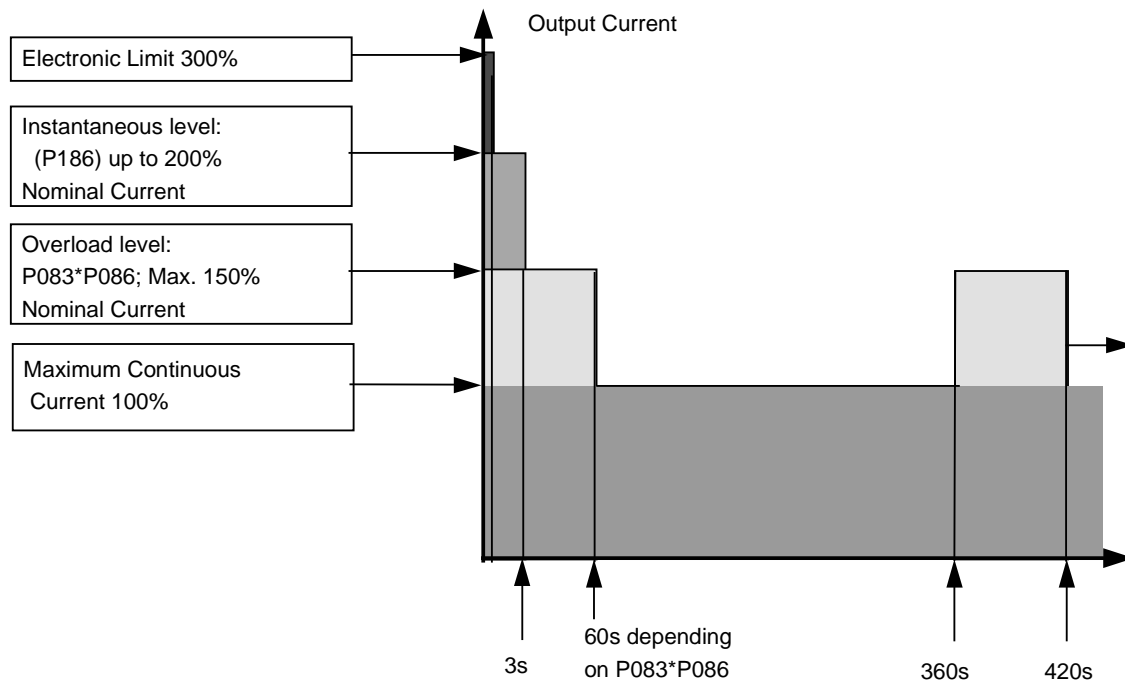 Output Current
Electronic Limit 300%
Instantaneous level:
(P186) up to 200%
Nominal Current
Overload level:
P083*P086; Max. 150%
Nominal Current
Maximum Continuous
Current 100%
3s
60s depending
on P083*P086
360s
420s